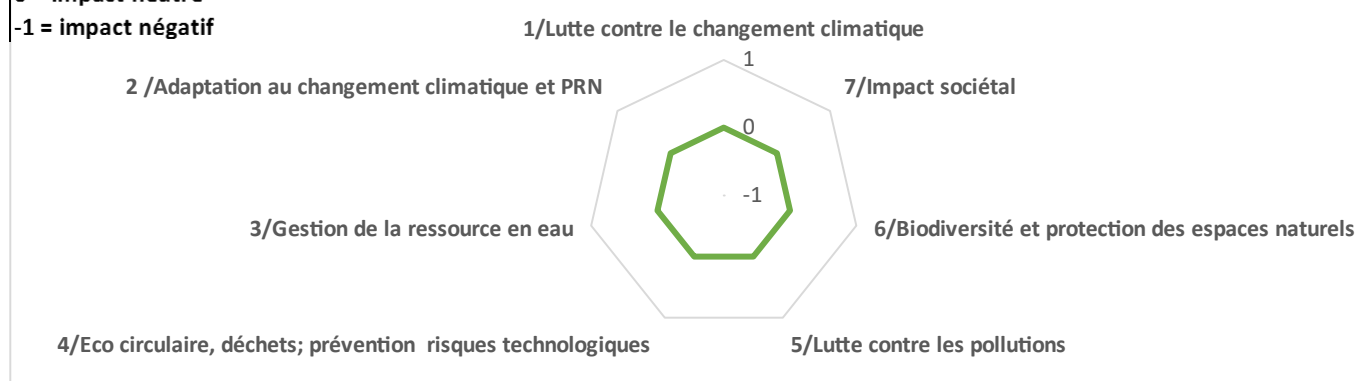 -1 = impact négatif
1/Lutte contre le changement climatique
1
2 /Adaptation au changement climatique et PRN
7/Impact sociétal
0
-1
3/Gestion de la ressource en eau
6/Biodiversité et protection des espaces naturels
4/Eco circulaire, déchets; prévention  risques technologiques
5/Lutte contre les pollutions